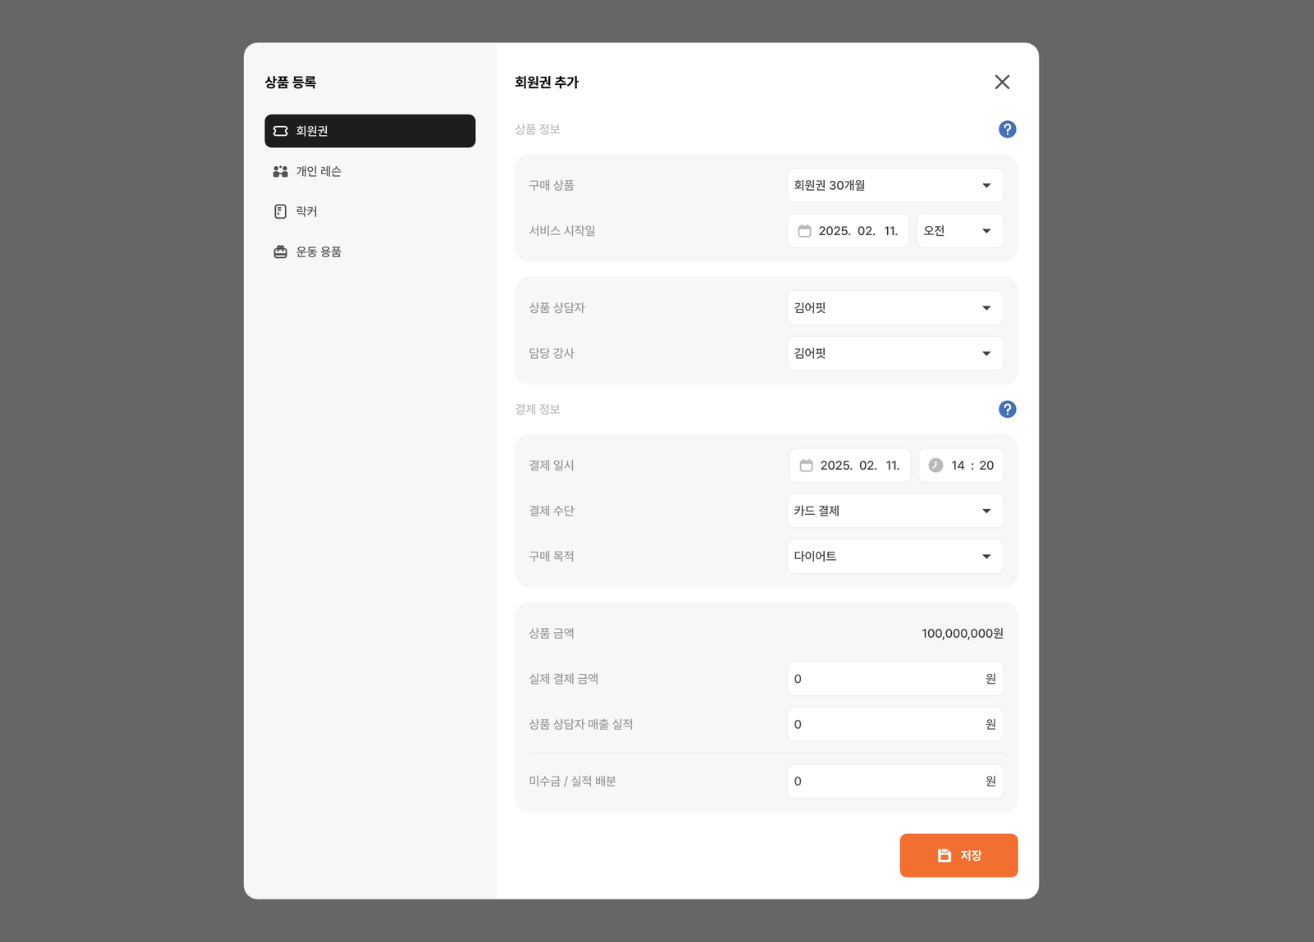 상품 등록
회원권
개인 레슨
락커
운동 용품
회원권 추가
상품 정보
?
구매 상품
회원권 30개월
서비스 시작일
2025. 02. 11.
오전
상품 상담자
김어핏
담당 강사
김어핏
결제 정보
?
결제 일시
2025. 02. 11.
14 : 20
결제 수단
카드 결제
구매 목적
다이어트
상품 금액
100,000,000원
실제 결제 금액
0 원
상품 상담자 매출 실적
0 원
미수금 / 실적 배분
0 원
저장